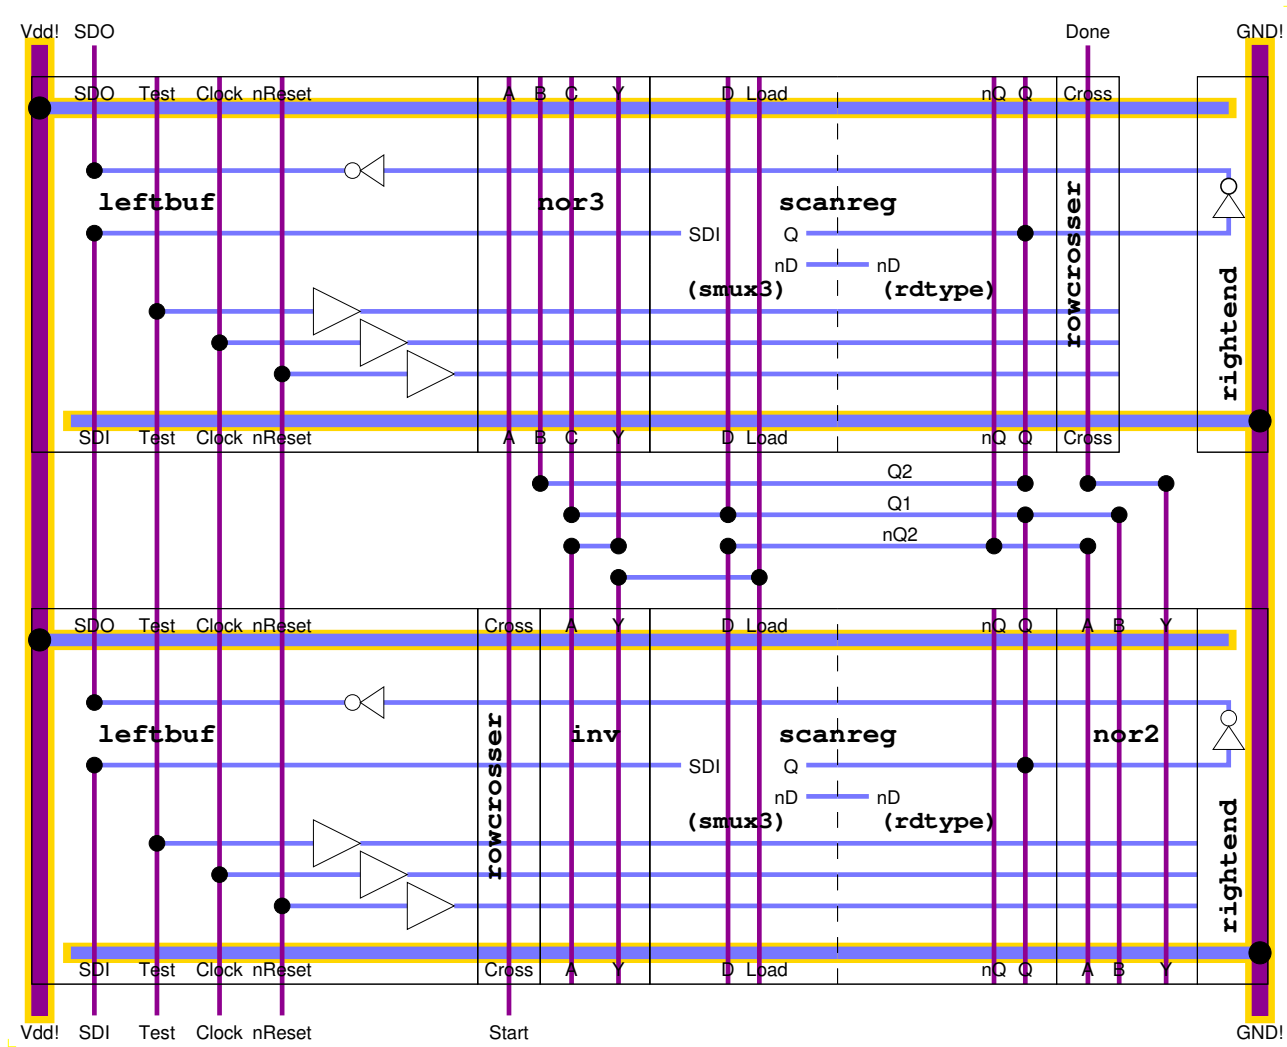 Vdd! SDO Done GND!
SDO Test Clock nReset A B C Y D Load nQ Q Cross
leftbuf nor3 scanreg rowcrosser
SDI Q
nD nD
(smux3) (rdtype) rightend
SDI Test Clock nReset A B C Y D Load nQ Q Cross
Q2
Q1
nQ2
SDO Test Clock nReset Cross A Y D Load nQ Q A B Y
leftbuf rowcrosser inv scanreg nor2
SDI Q
nD nD
(smux3) (rdtype) rightend
SDI Test Clock nReset Cross A Y D Load nQ Q A B Y
Vdd! SDI Test Clock nReset Start GND!